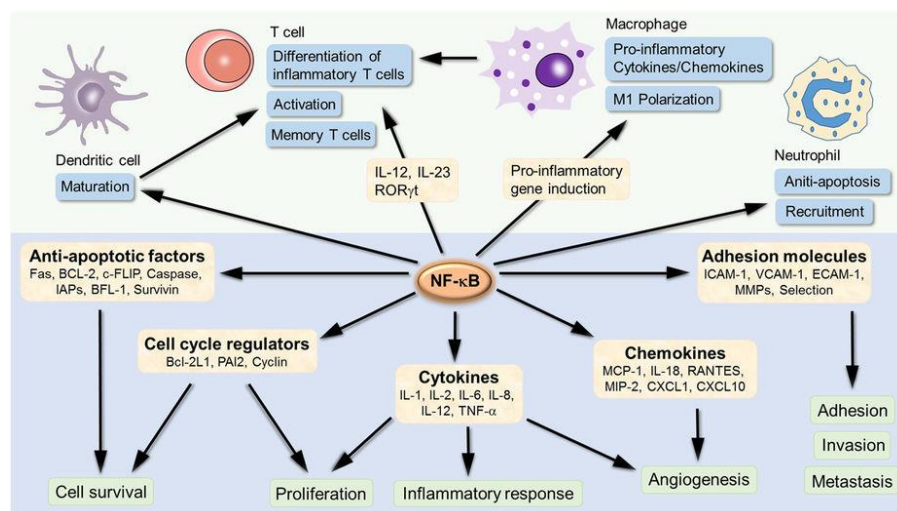 T cell
Differentiation of
inflammatory T cells
Activation
Memory T cells
Macrophage
Pro-inflammatory
Cytokines/Chemokines
M1 Polarization
Dendritic cell
Maturation
IL-12, IL-23
RORγt
Pro-inflammatory
gene induction
Neutrophil
Aniti-apoptosis
Recruitment
Anti-apoptotic factors
Fas, BCL-2, c-FLIP, Caspase,
IAPs, BFL-1, Survivin
NF-κB
Adhesion molecules
ICAM-1, VCAM-1, ECAM-1,
MMPs, Selection
Cell cycle regulators
Bcl-2L1, PAI2, Cyclin
Cytokines
IL-1, IL-2, IL-6, IL-8,
IL-12, TNF-α
Chemokines
MCP-1, IL-18, RANTES,
MIP-2, CXCL1, CXCL10
Adhesion
Invasion
Metastasis
Cell survival
Proliferation
Inflammatory response
Angiogenesis